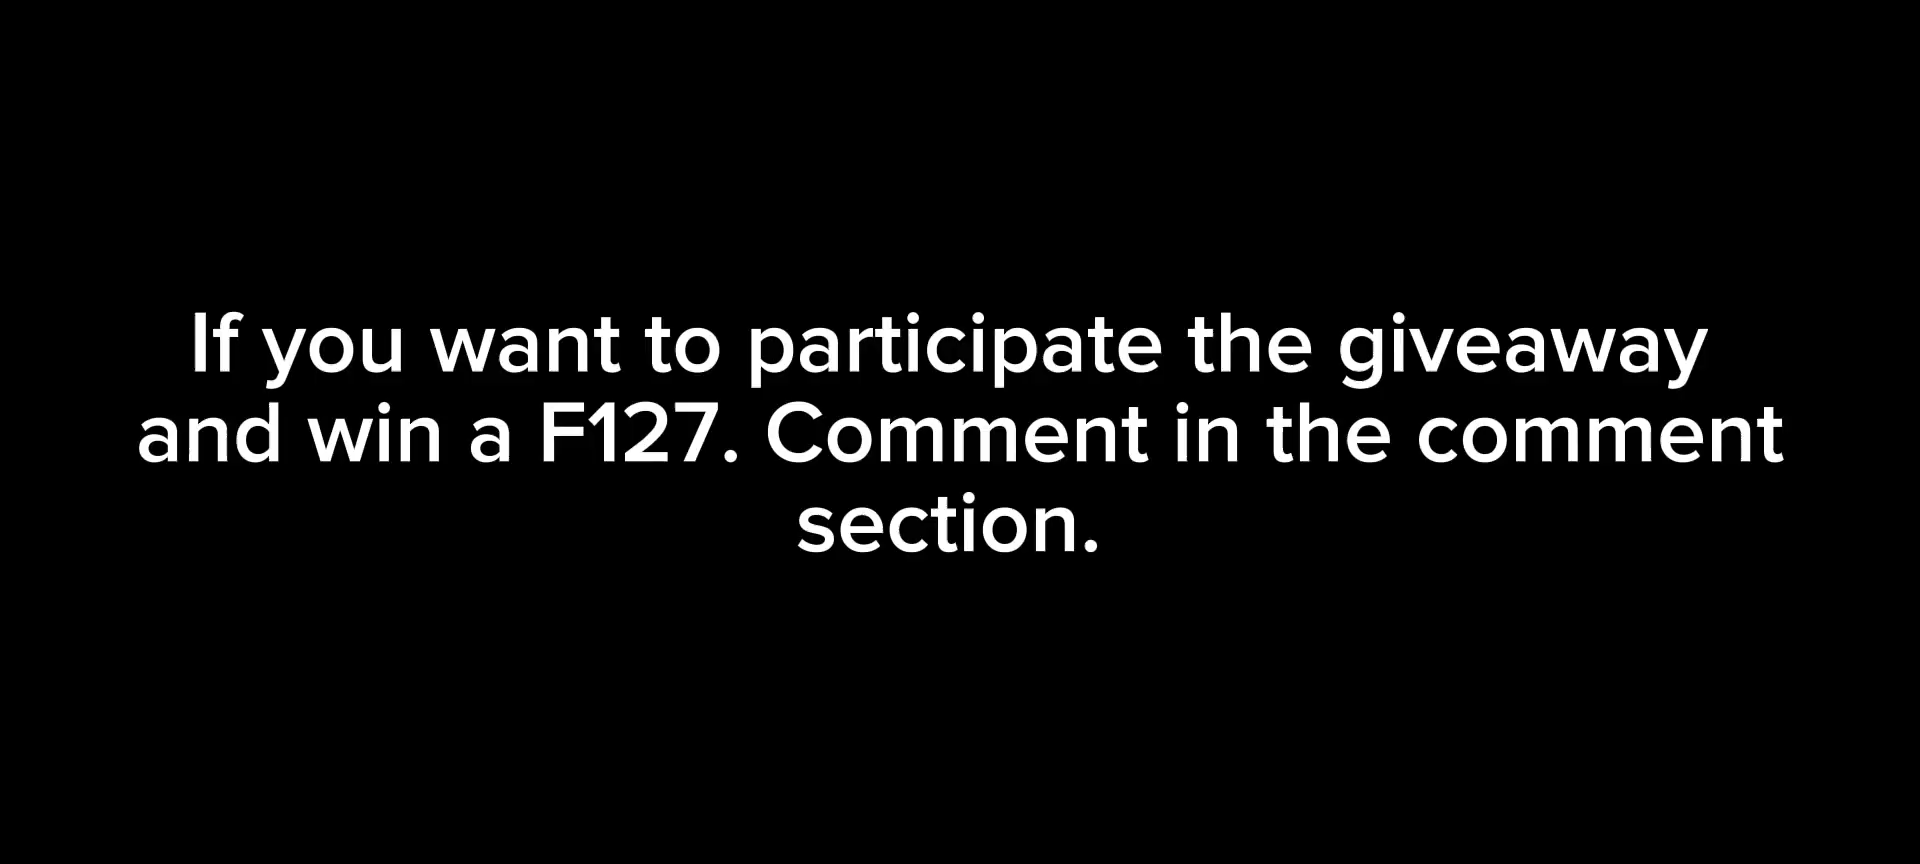 If you want to participate the giveaway
and win a F127. Comment in the comment
section.